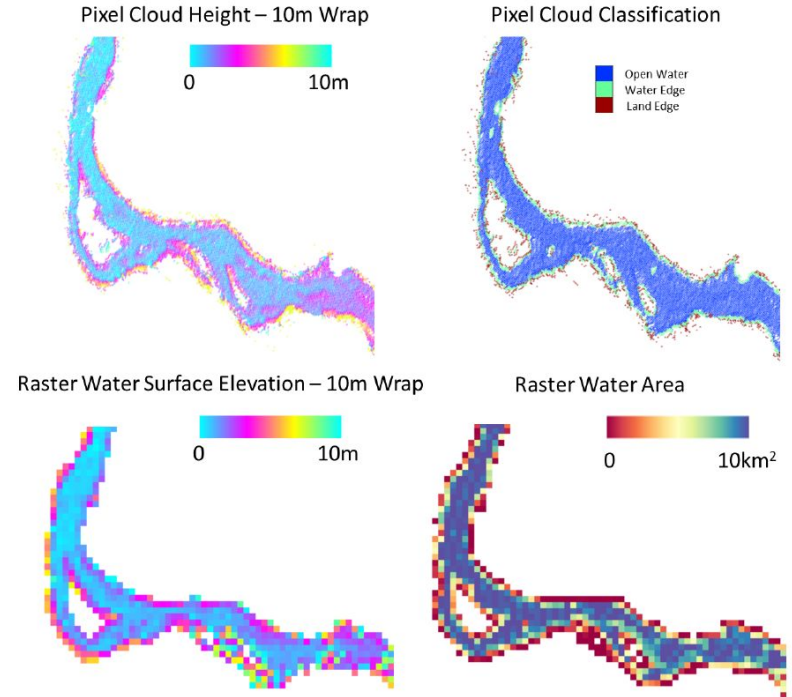 Pixel Cloud Height – 10m Wrap
0 10m
Pixel Cloud Classification
Open Water
Water Edge
Land Edge
Raster Water Surface Elevation – 10m Wrap
0 10m
Raster Water Area
0 10km²